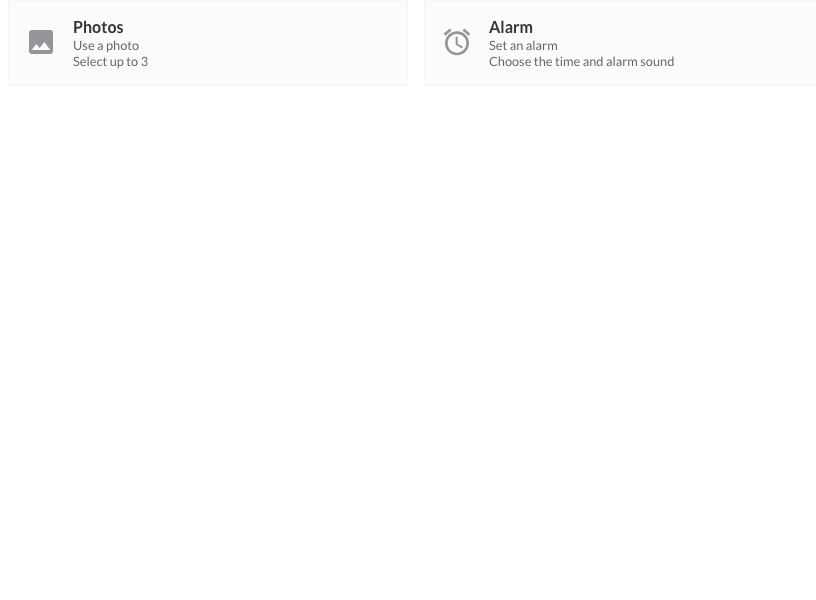 Photos
Use a photo
Select up to 3
Alarm
Set an alarm
Choose the time and alarm sound